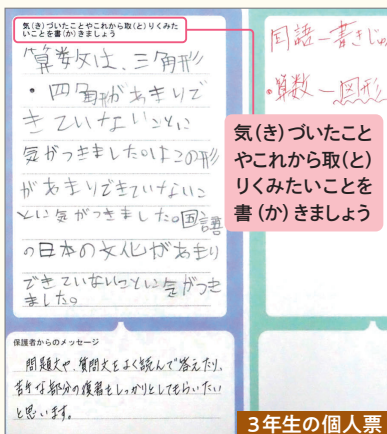 気(き)づいたことやこれから取(と)りくみた
いことを書(か)きましょう
算数は、三角形
・四角形があまりで
きていないことに
気がつきました。はこの形
があまりできていないこ
とに気がつきました。国語
の日本の文化があまり
できていないことに気がつき
ました。
保護者からのメッセージ
問題文や、質問文をよく読んで答えたり、
苦手な部分の復習をしっかりとしてもらいたい
と思います。
国語－書き
・算数－図形
気(き)づいたこと
やこれから取(と)
りくみたいことを
書(か)きましょう
3年生の個人票